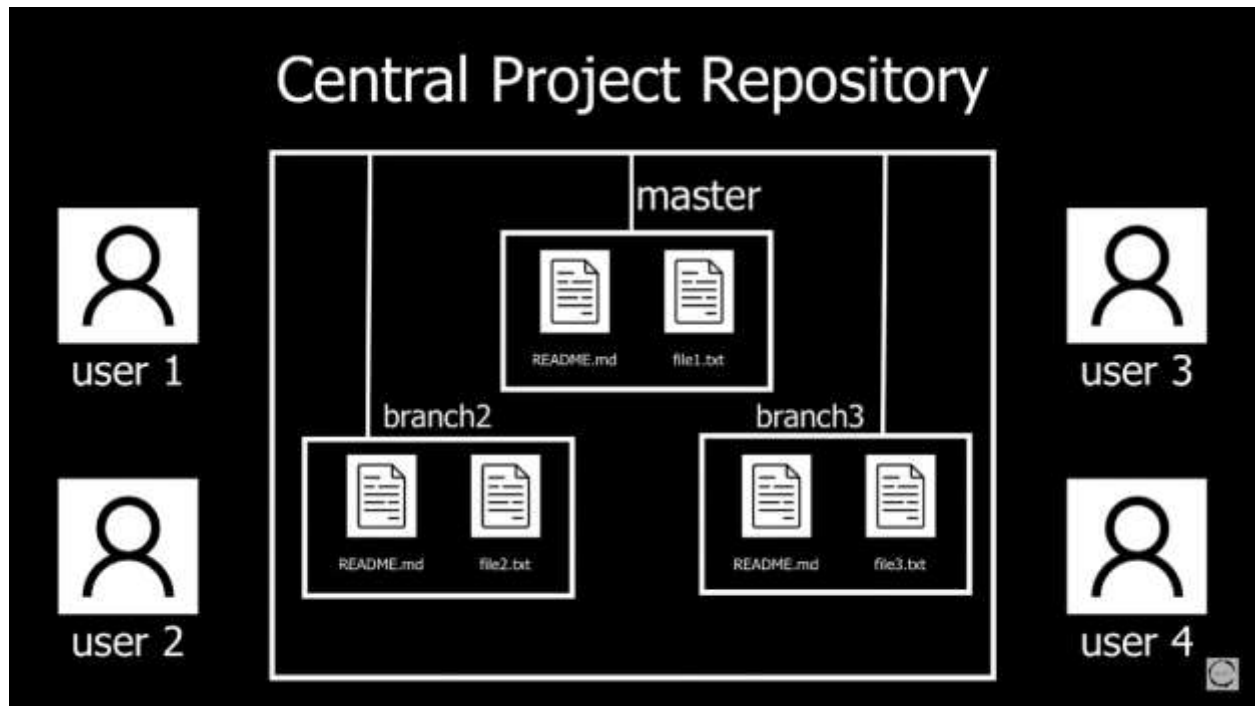 Central Project Repository
master
user 1
README.md
file1.txt
user 3
branch2
branch3
README.md
file2.txt
README.md
file3.txt
user 2
user 4